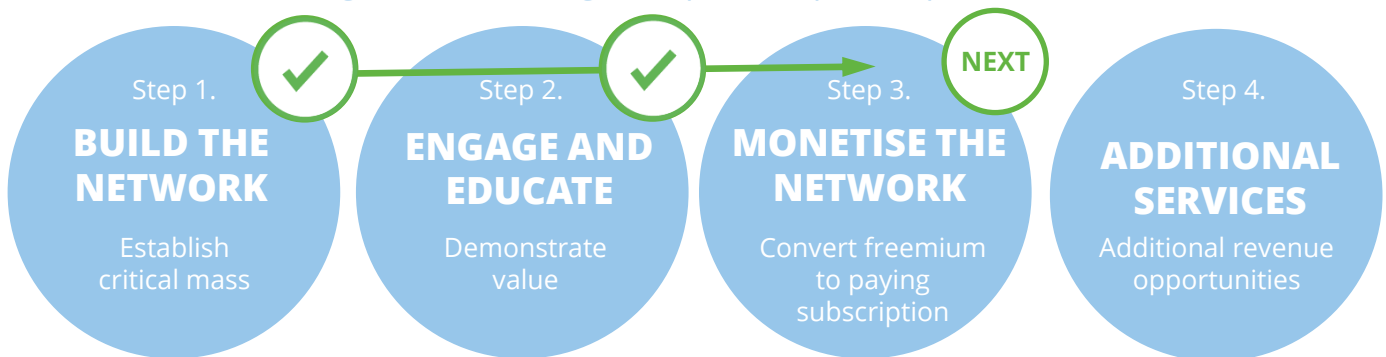 Step 1.
BUILD THE
NETWORK
Establish
critical mass
Step 2.
ENGAGE AND
EDUCATE
Demonstrate
value
Step 3.
NEXT
MONETISE THE
NETWORK
Convert freemium
to paying
subscription
Step 4.
ADDITIONAL
SERVICES
Additional revenue
opportunities